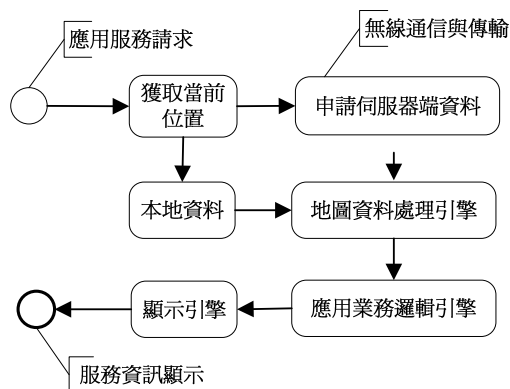 應用服務請求
無線通信與傳輸
獲取當前
位置
申請伺服器端資料
本地資料
地圖資料處理引擎
顯示引擎
應用業務邏輯引擎
服務資訊顯示